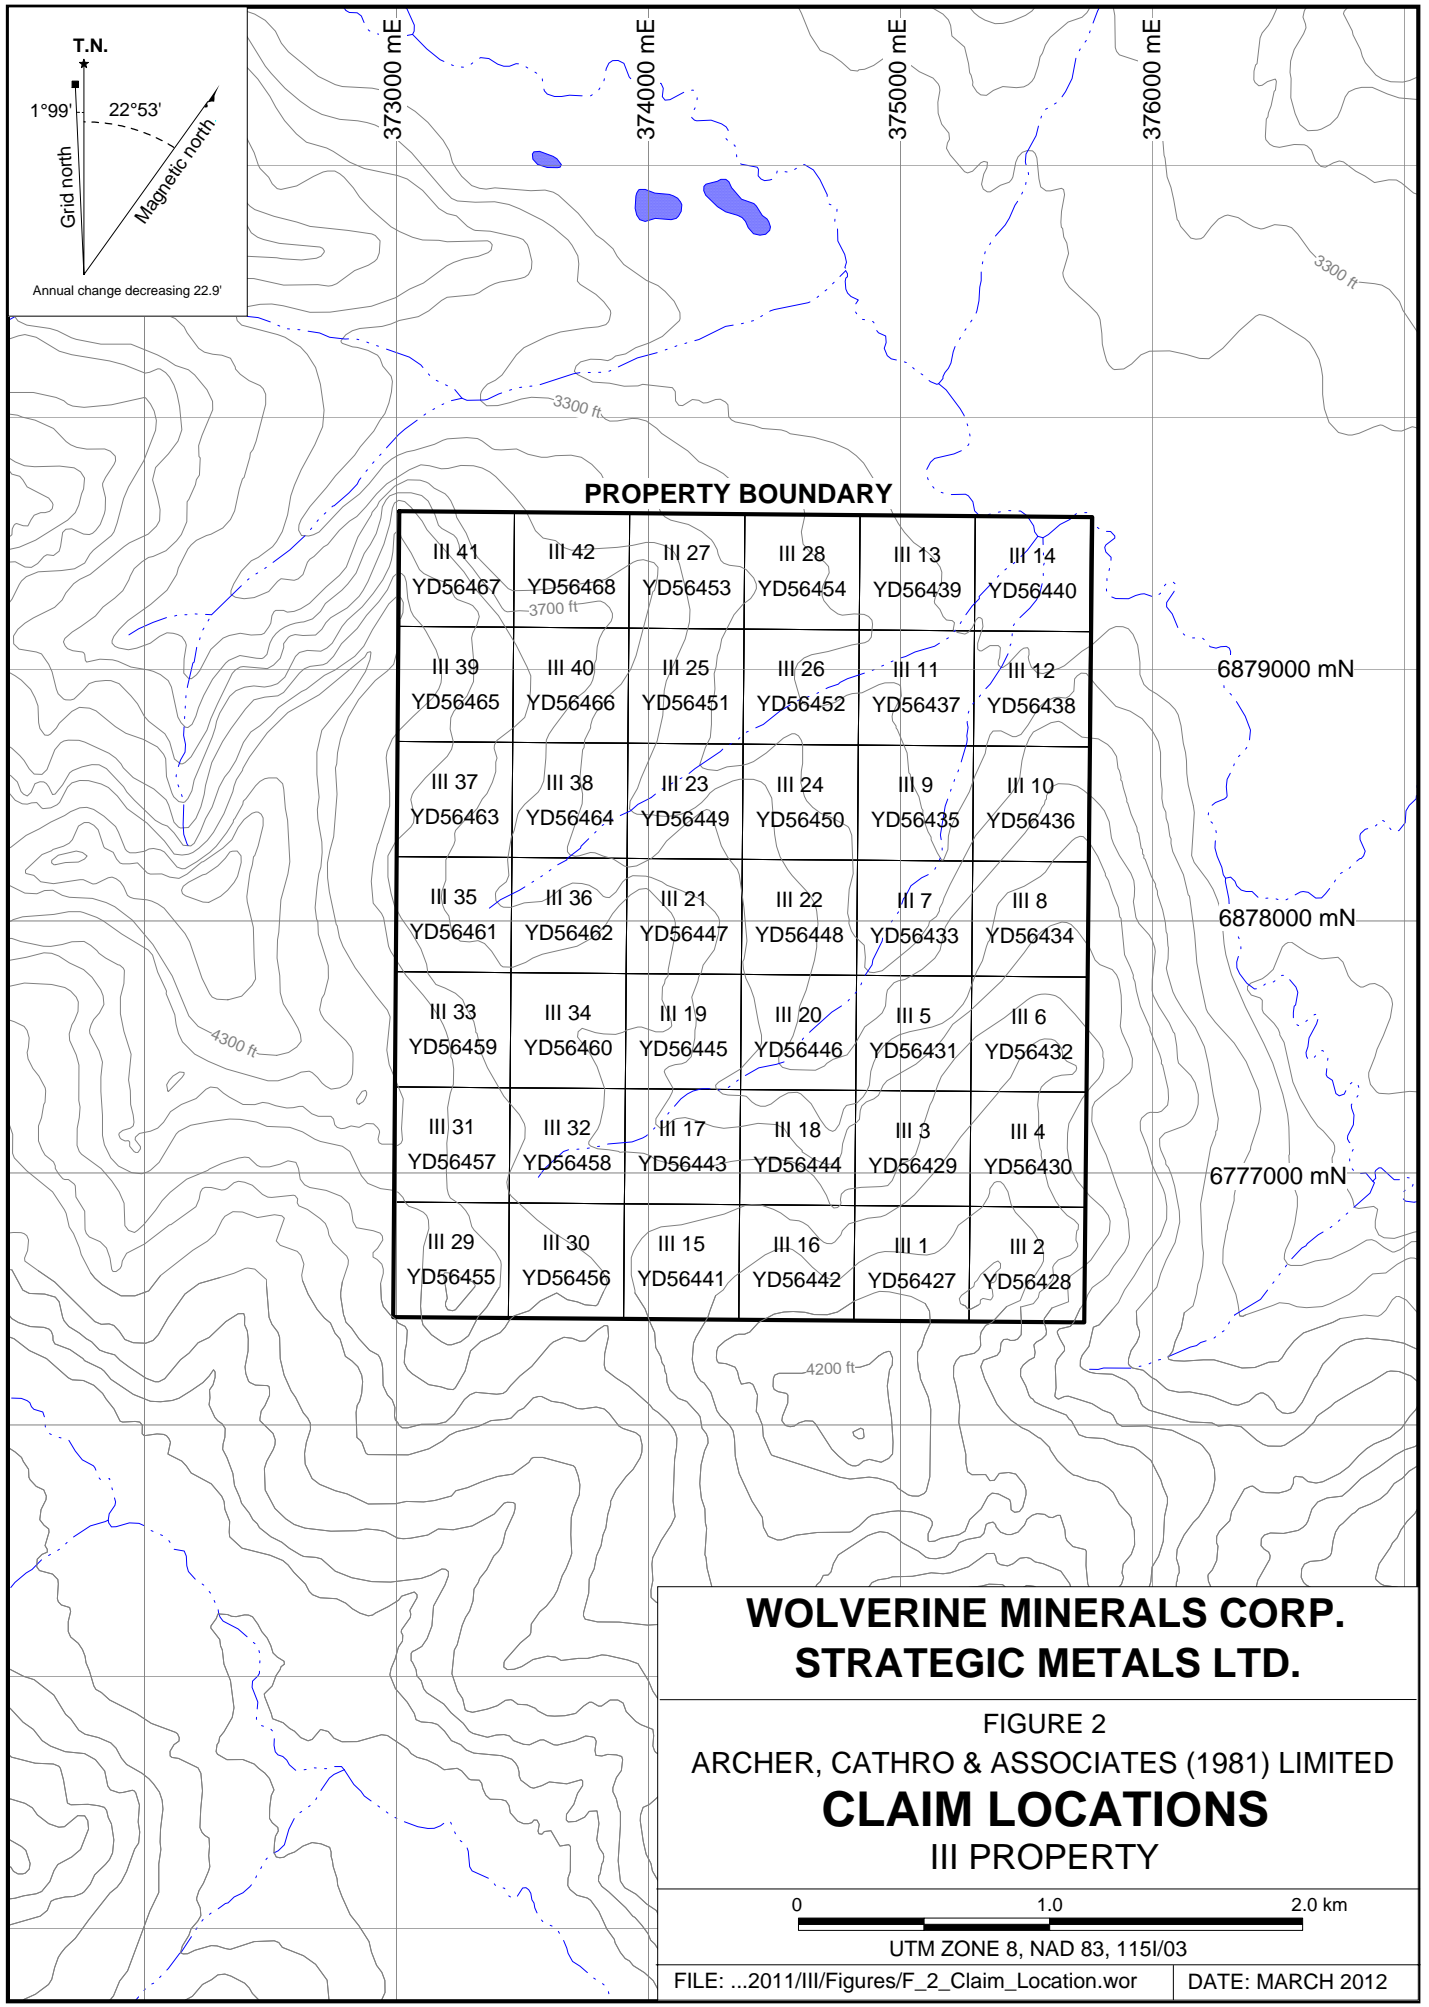 T.N.
1°99'
22°53'
Grid north
Magnetic north
Annual change decreasing 22.9'
373000 mE
374000 mE
375000 mE
376000 mE
3300 ft
3300 ft
PROPERTY BOUNDARY
III 41
YD56467
III 42
YD56468
III 27
YD56453
III 28
YD56454
III 13
YD56439
III 14
YD56440
3700 ft
III 39
YD56465
III 40
YD56466
III 25
YD56451
III 26
YD56452
III 11
YD56437
III 12
YD56438
6879000 mN
III 37
YD56463
III 38
YD56464
III 23
YD56449
III 24
YD56450
III 9
YD56435
III 10
YD56436
III 35
YD56461
III 36
YD56462
III 21
YD56447
III 22
YD56448
III 7
YD56433
III 8
YD56434
6878000 mN
III 33
YD56459
III 34
YD56460
III 19
YD56445
III 20
YD56446
III 5
YD56431
III 6
YD56432
4300 ft
III 31
YD56457
III 32
YD56458
III 17
YD56443
III 18
YD56444
III 3
YD56429
III 4
YD56430
6777000 mN
III 29
YD56455
III 30
YD56456
III 15
YD56441
III 16
YD56442
III 1
YD56427
III 2
YD56428
4200 ft
WOLVERINE MINERALS CORP.
STRATEGIC METALS LTD.
FIGURE 2
ARCHER, CATHRO & ASSOCIATES (1981) LIMITED
CLAIM LOCATIONS
III PROPERTY
0 1.0 2.0 km
UTM ZONE 8, NAD 83, 115I/03
FILE: ...2011/III/Figures/F_2_Claim_Location.wor
DATE: MARCH 2012